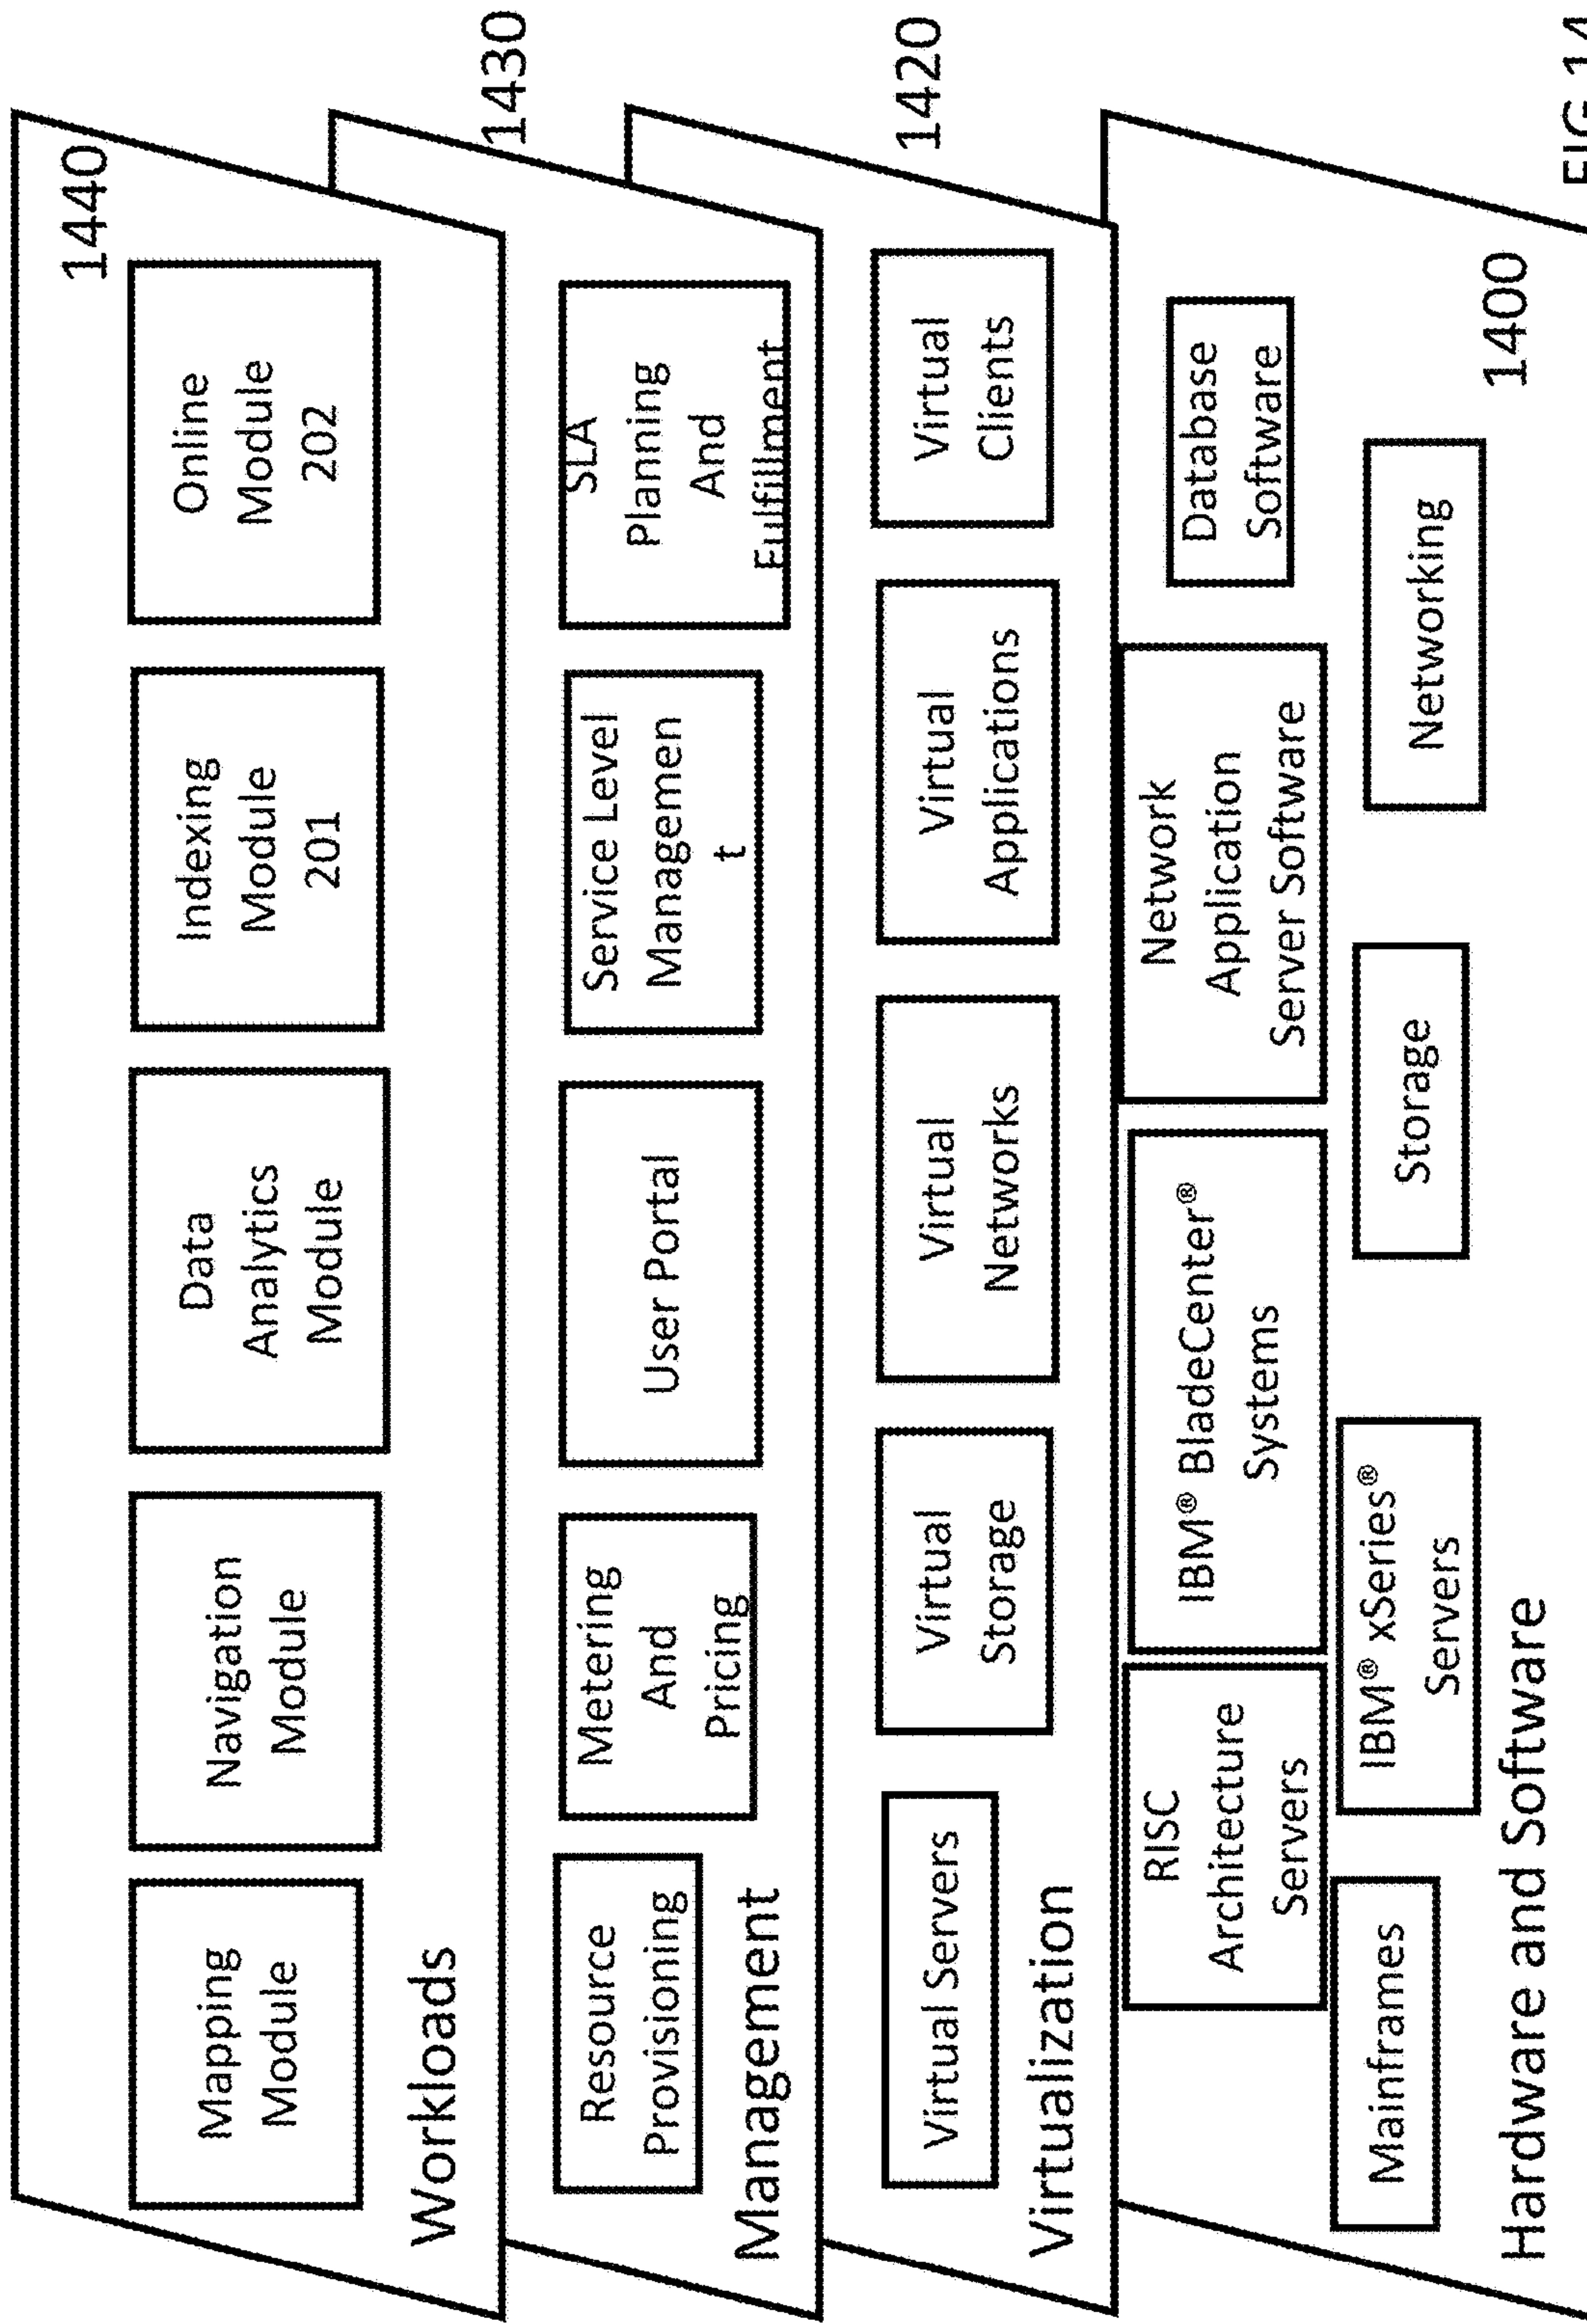 1440
Mapping
Module
Navigation
Module
Data
Analytics
Module
Indexing
Module
201
Online
Module
202
Workloads
1430
Resource
Provisioning
Metering
And
Pricing
User Portal
Service Level
Managemen
t
SLA
Planning
And
Fulfillment
Management
1420
Virtual Servers
Virtual
Storage
Virtual
Networks
Virtual
Applications
Virtual
Clients
Virtualization
RISC
Architecture
Servers
IBM® BladeCenter®
Systems
Network
Application
Server Software
Database
Software
Mainframes
IBM® xSeries®
Servers
Storage
Networking
1400
Hardware and Software
FIG 14